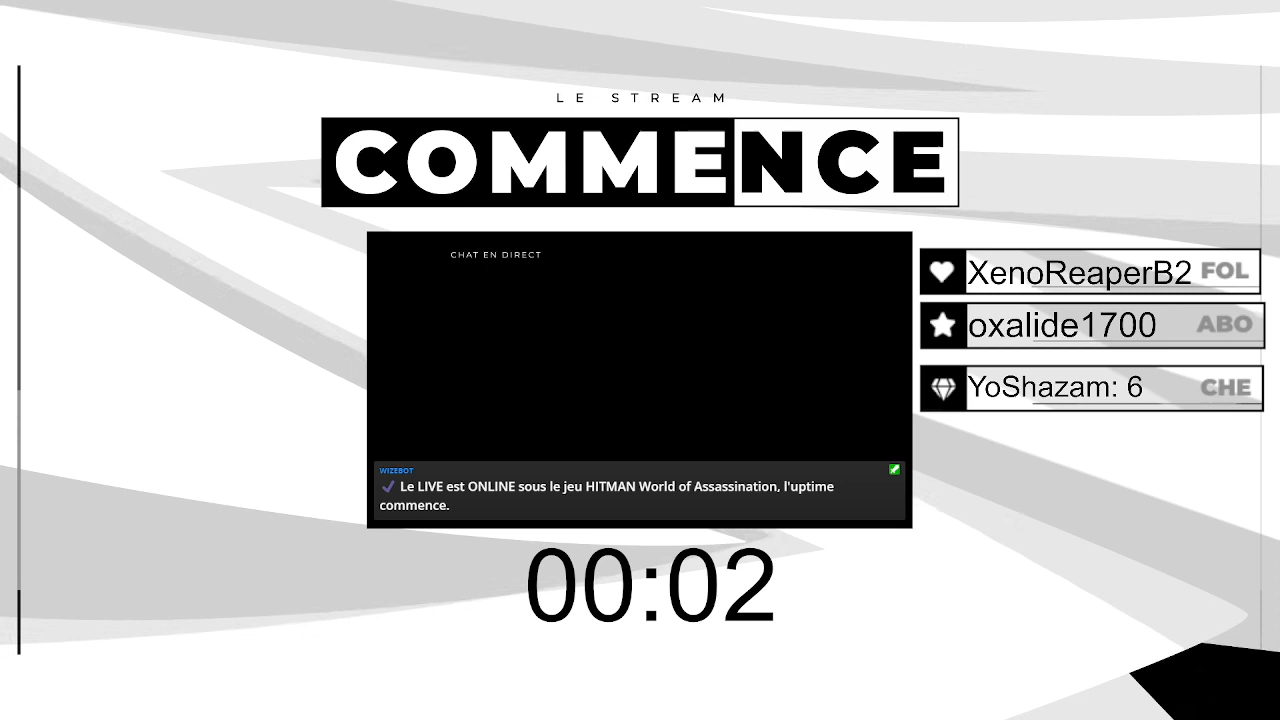 LE STREAM
COMMENCE
CHAT EN DIRECT
XenoReaperB2 FOL
oxalide1700 ABO
YoShazam: 6 CHE
WIZEBOT
Le LIVE est ONLINE sous le jeu HITMAN World of Assassination, l'uptime
commence.
00:02